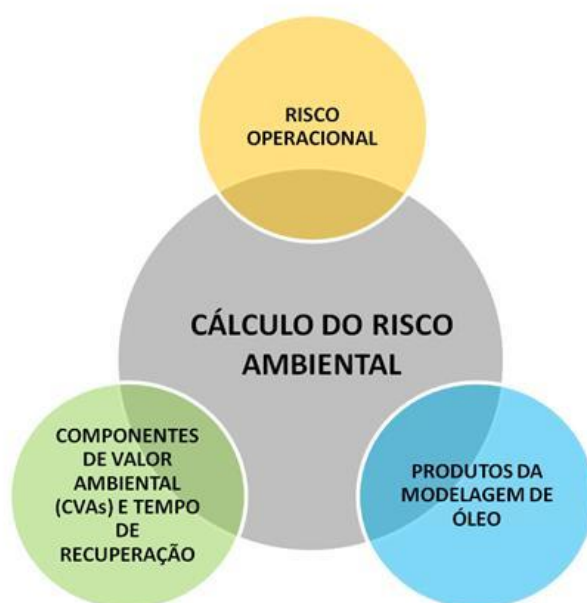 RISCO
OPERACIONAL
CÁLCULO DO RISCO
AMBIENTAL
COMPONENTES
DE VALOR
AMBIENTAL
(CVAs) E TEMPO
DE
RECUPERAÇÃO
PRODUTOS DA
MODELAGEM DE
ÓLEO